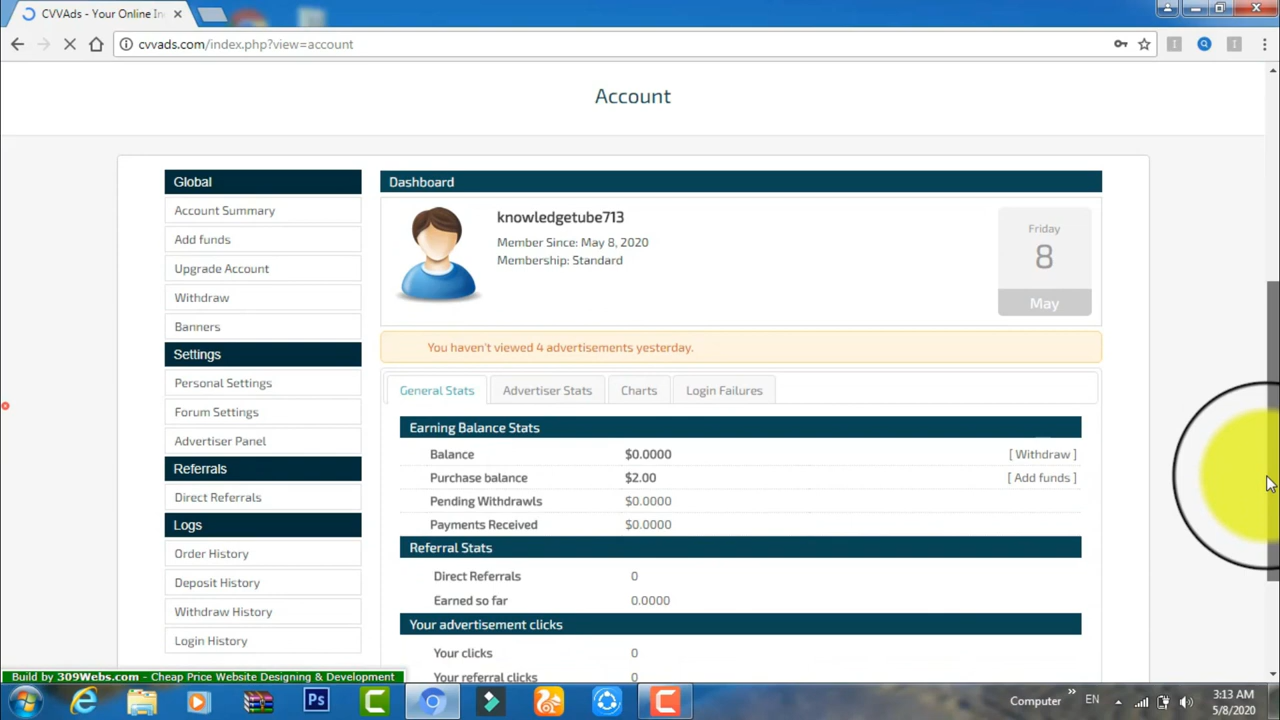 CVVAds - Your Online In
cvvads.com/index.php?view=account
Account
Global
Account Summary
Add funds
Upgrade Account
Withdraw
Banners
Settings
Personal Settings
Forum Settings
Advertiser Panel
Referrals
Direct Referrals
Logs
Order History
Deposit History
Withdraw History
Login History
Dashboard
knowledgetube713
Member Since: May 8, 2020
Membership: Standard
Friday
8
May
You haven't viewed 4 advertisements yesterday.
General Stats Advertiser Stats Charts Login Failures
Earning Balance Stats
Balance $0.0000 [ Withdraw ]
Purchase balance $2.00 [ Add funds ]
Pending Withdrawls $0.0000
Payments Received $0.0000
Referral Stats
Direct Referrals 0
Earned so far 0.0000
Your advertisement clicks
Your clicks 0
Your referral clicks 0
Build by 309Webs.com - Cheap Price Website Designing & Development
Ps
Computer » EN
3:13 AM
5/8/2020